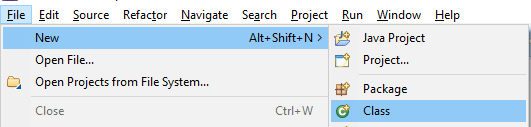 File Edit Source Refactor Navigate Search Project Run Window Help
New Alt+Shift+N >
Open File...
Open Projects from File System...
Close Ctrl+W
Java Project
Project...
Package
Class